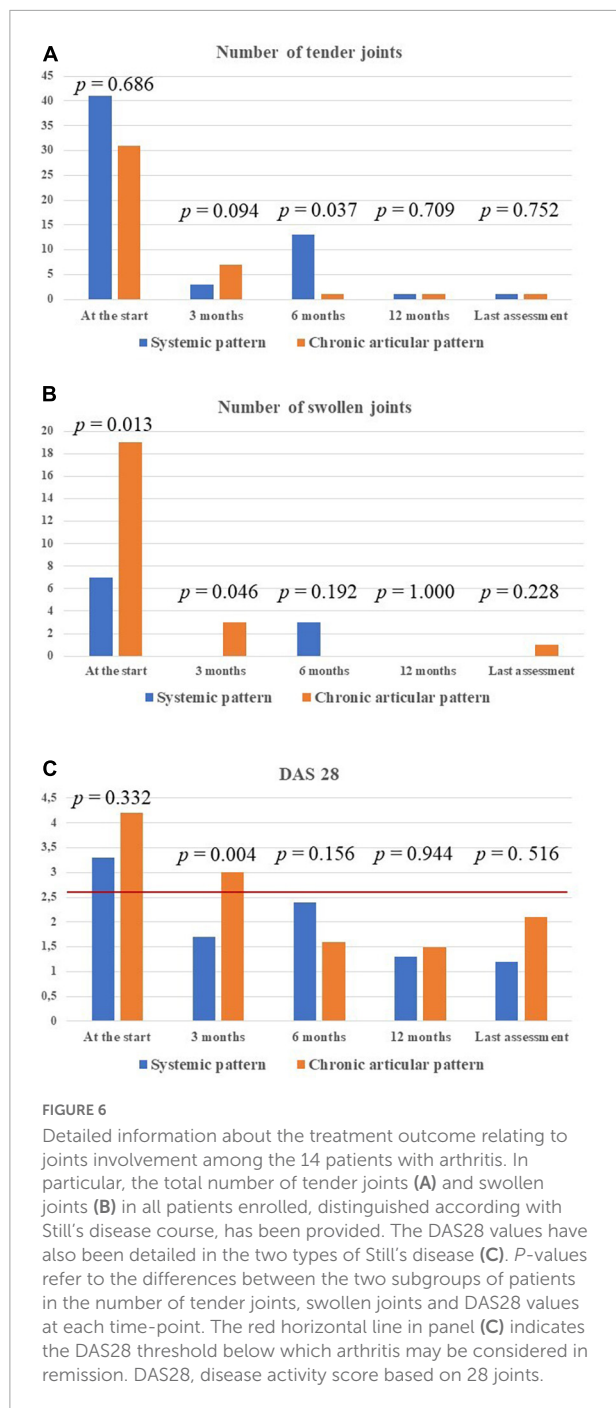 A
Number of tender joints
p = 0.686
p = 0.094 p = 0.037 p = 0.709 p = 0.752
45
40
35
30
25
20
15
10
5
0
At the start 3 months 6 months 12 months Last assessment
Systemic pattern Chronic articular pattern
B
Number of swollen joints
p = 0.013
p = 0.046 p = 0.192 p = 1.000 p = 0.228
20
18
16
14
12
10
8
6
4
2
0
At the start 3 months 6 months 12 months Last assessment
Systemic pattern Chronic articular pattern
C
DAS 28
p = 0.332
p = 0.004 p = 0.156 p = 0.944 p = 0. 516
4,5
4
3,5
3
2,5
2
1,5
1
0,5
0
At the start 3 months 6 months 12 months Last assessment
Systemic pattern Chronic articular pattern
FIGURE 6
Detailed information about the treatment outcome relating to
joints involvement among the 14 patients with arthritis. In
particular, the total number of tender joints (A) and swollen
joints (B) in all patients enrolled, distinguished according with
Still's disease course, has been provided. The DAS28 values have
also been detailed in the two types of Still's disease (C). P-values
refer to the differences between the two subgroups of patients
in the number of tender joints, swollen joints and DAS28 values
at each time-point. The red horizontal line in panel (C) indicates
the DAS28 threshold below which arthritis may be considered in
remission. DAS28, disease activity score based on 28 joints.